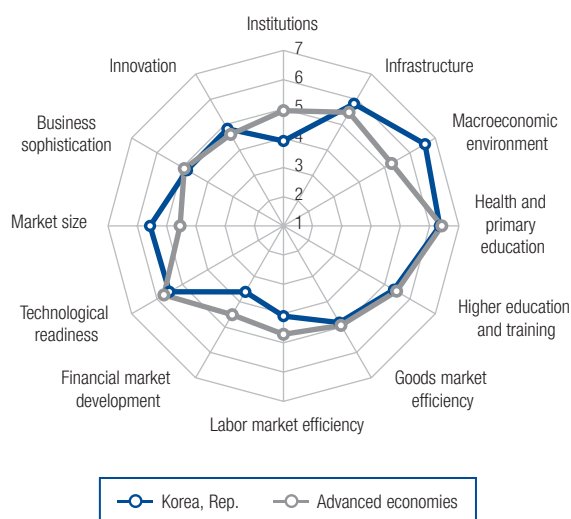 Institutions
7
6
5
4
3
2
1
Infrastructure
Macroeconomic
environment
Health and
primary
education
Higher education
and training
Goods market
efficiency
Labor market efficiency
Financial market
development
Technological
readiness
Market size
Business
sophistication
Innovation
Korea, Rep.
Advanced economies